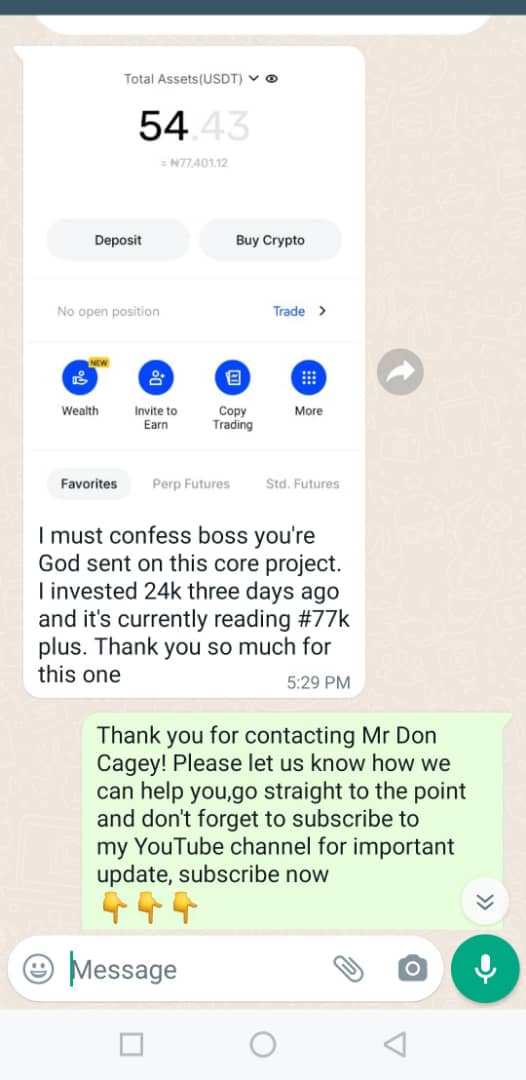 Total Assets(USDT)
54.43
≈ ₦77,401.12
Deposit
Buy Crypto
No open position
Trade
NEW
Wealth
Invite to
Earn
Copy
Trading
More
Favorites
Perp Futures
Std. Futures
I must confess boss you're
God sent on this core project.
I invested 24k three days ago
and it's currently reading #77k
plus. Thank you so much for
this one
5:29 PM
Thank you for contacting Mr Don
Cagey! Please let us know how we
can help you,go straight to the point
and don't forget to subscribe to
my YouTube channel for important
update, subscribe now
👇👇👇
Message